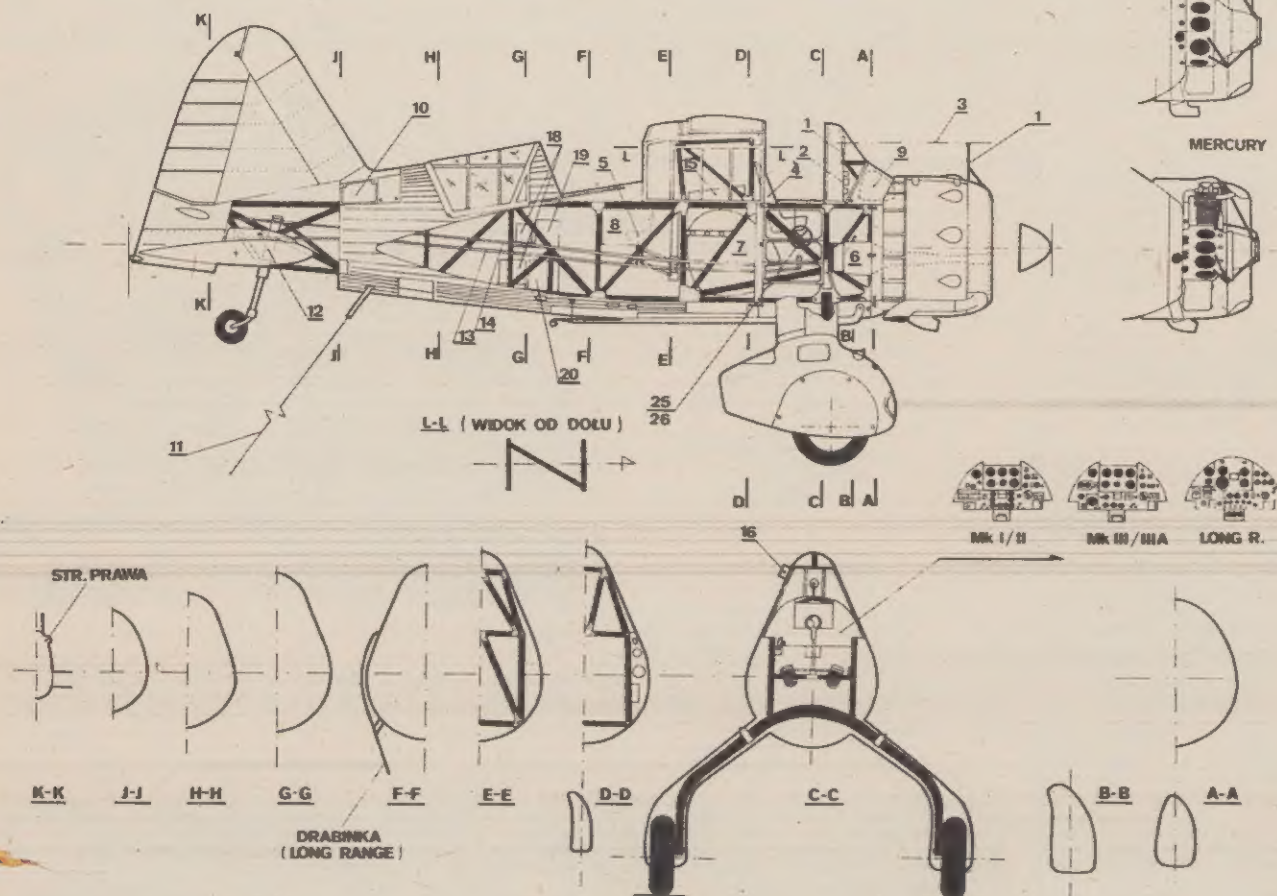 K
J
H
G
F
E
D
C
A
10
18
19
5
L
15
L
1
2
4
9
3
1
MERCURY
8
7
6
K
12
13
14
J
H
G
20
F
E
25
26
B
11
L-L ( WIDOK OD DOŁU )
D
C
B
A
Mk I/II
Mk III/IIIA
LONG R.
STR. PRAWA
16
K-K
J-J
H-H
G-G
F-F
E-E
D-D
C-C
B-B
A-A
DRABINKA
( LONG RANGE )